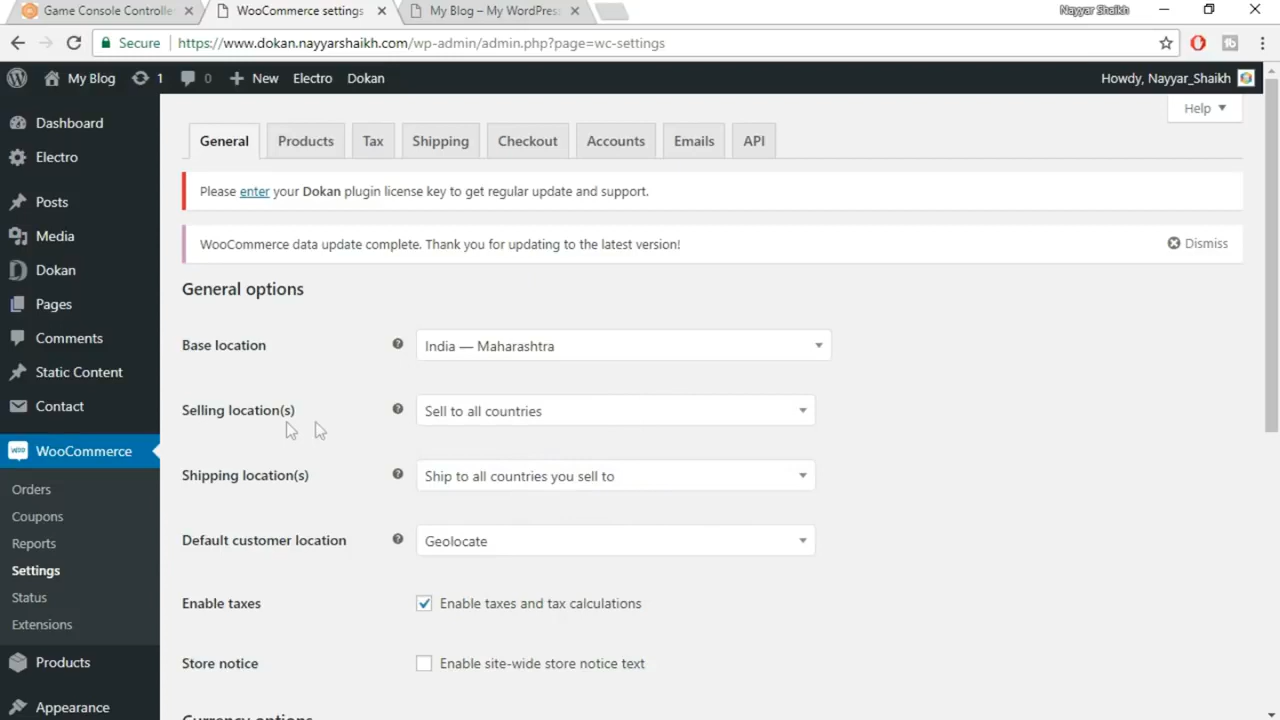 Game Console Controlle
WooCommerce settings
My Blog – My WordPres
Nayyar Shaikh
Secure
https://www.dokan.nayyarshaikh.com/wp-admin/admin.php?page=wc-settings
My Blog
1
0
New
Electro
Dokan
Howdy, Nayyar_Shaikh
Help
Dashboard
Electro
Posts
Media
Dokan
Pages
Comments
Static Content
Contact
WooCommerce
Orders
Coupons
Reports
Settings
Status
Extensions
Products
Appearance
General
Products
Tax
Shipping
Checkout
Accounts
Emails
API
Please enter your Dokan plugin license key to get regular update and support.
WooCommerce data update complete. Thank you for updating to the latest version!
Dismiss
General options
Base location
India — Maharashtra
Selling location(s)
Sell to all countries
Shipping location(s)
Ship to all countries you sell to
Default customer location
Geolocate
Enable taxes
Enable taxes and tax calculations
Store notice
Enable site-wide store notice text
Currency options